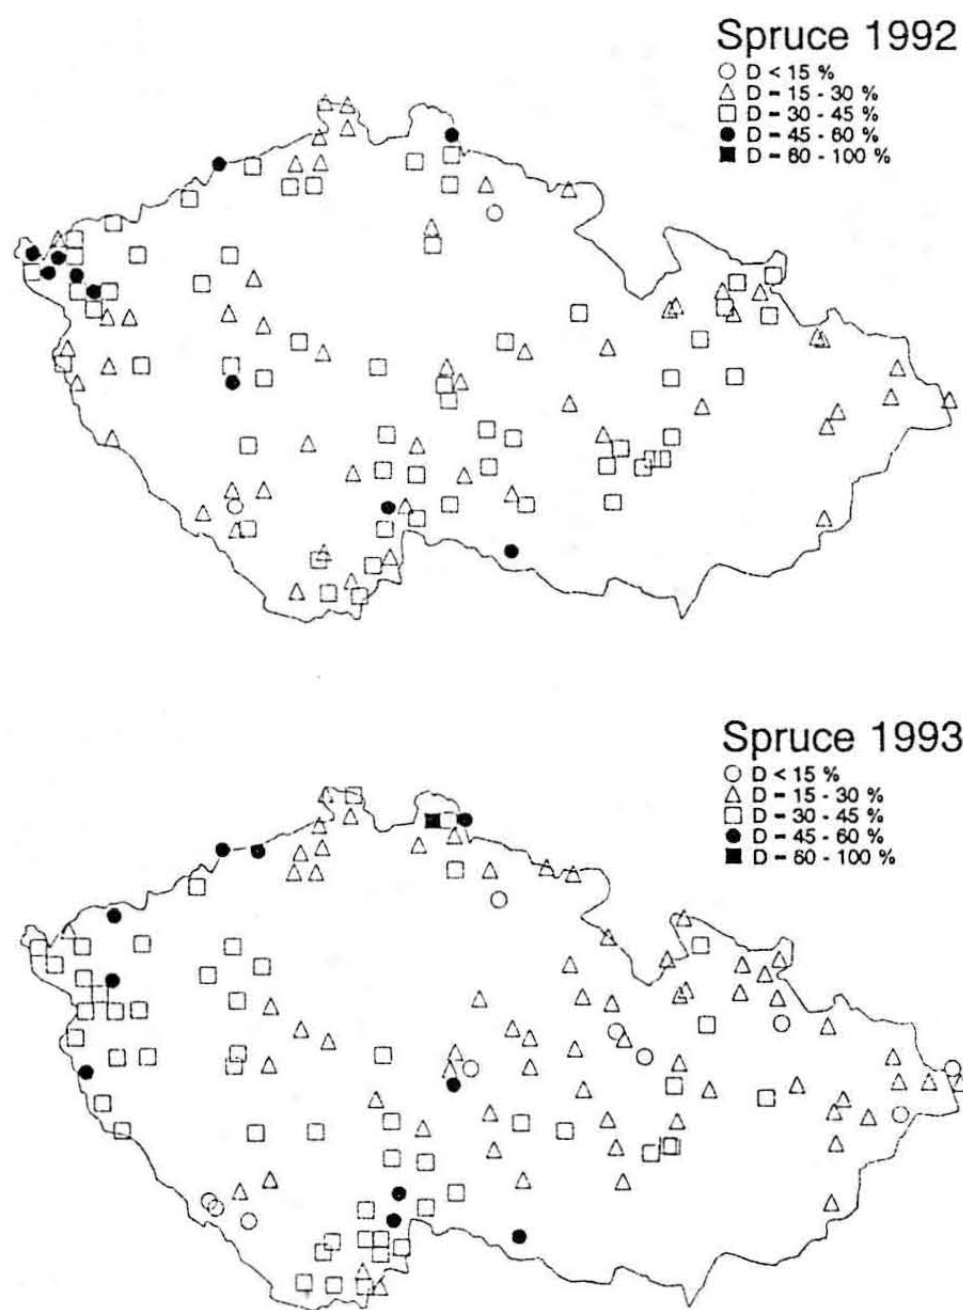 Spruce 1992
○ D < 15 %
△ D = 15 - 30 %
□ D = 30 - 45 %
● D = 45 - 60 %
■ D = 60 - 100 %
Spruce 1993
○ D < 15 %
△ D = 15 - 30 %
□ D = 30 - 45 %
● D = 45 - 60 %
■ D = 60 - 100 %